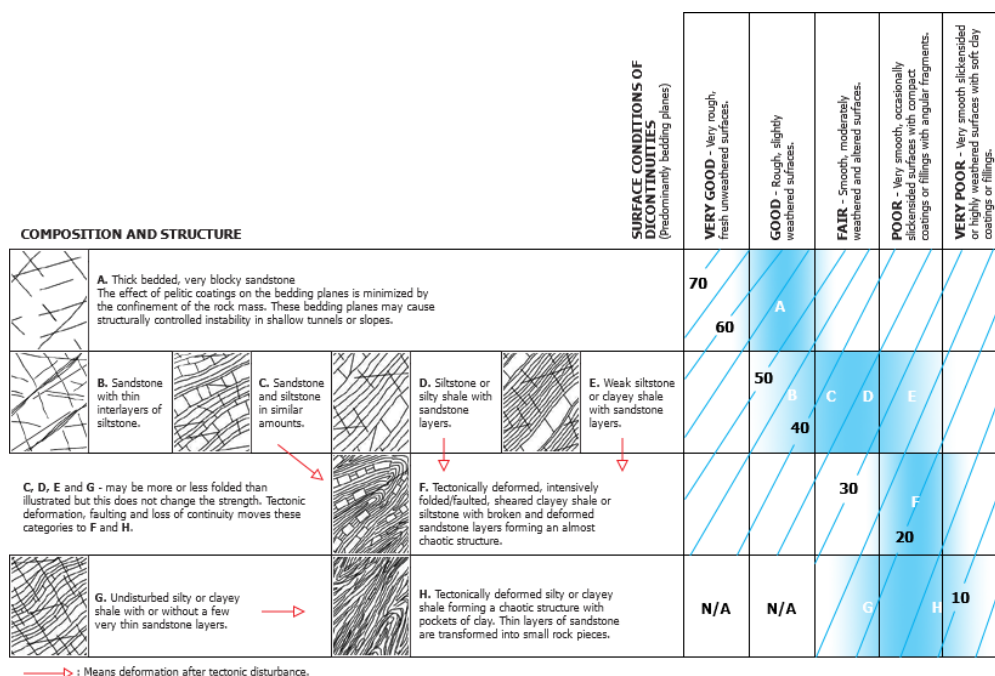 SURFACE CONDITIONS OF
DICONTINUITIES
(Predominantly bedding planes)
VERY GOOD - Very rough,
fresh unweathered surfaces.
GOOD - Rough, slightly
weathered sufraces.
FAIR - Smooth, moderately
weathered and altered surfaces.
POOR - Very smooth, occasionally
slickensided surfaces with compact
coatings or fillings with angular fragments.
VERY POOR - Very smooth slickensided
or highly weathered surfaces with soft clay
coatings or fillings.
COMPOSITION AND STRUCTURE
A. Thick bedded, very blocky sandstone
The effect of pelitic coatings on the bedding planes is minimized by
the confinement of the rock mass. These bedding planes may cause
structurally controlled instability in shallow tunnels or slopes.
70
60
A
B. Sandstone
with thin
interlayers of
siltstone.
C. Sandstone
and siltstone
in similar
amounts.
D. Siltstone or
silty shale with
sandstone
layers.
E. Weak siltstone
or clayey shale
with sandstone
layers.
50
B
40
C
D
E
C, D, E and G - may be more or less folded than
illustrated but this does not change the strength. Tectonic
deformation, faulting and loss of continuity moves these
categories to F and H.
F. Tectonically deformed, intensively
folded/faulted, sheared clayey shale or
siltstone with broken and deformed
sandstone layers forming an almost
chaotic structure.
30
F
20
G. Undisturbed silty or clayey
shale with or without a few
very thin sandstone layers.
H. Tectonically deformed silty or clayey
shale forming a chaotic structure with
pockets of clay. Thin layers of sandstone
are transformed into small rock pieces.
N/A
N/A
G
H
10
: Means deformation after tectonic disturbance.